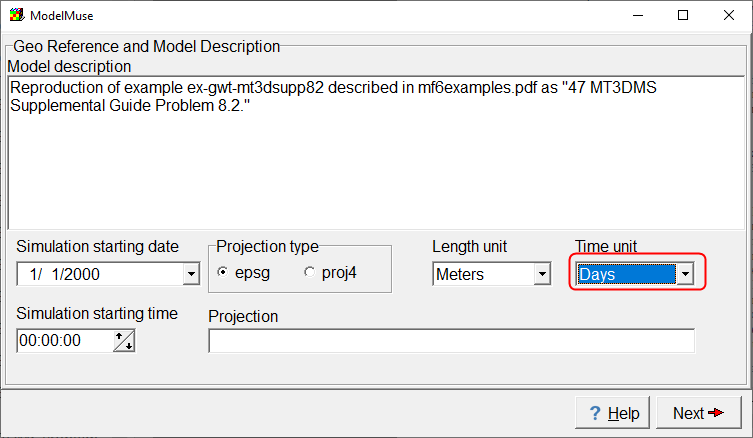 ModelMuse
Geo Reference and Model Description
Model description
Reproduction of example ex-gwt-mt3dsupp82 described in mf6examples.pdf as "47 MT3DMS
Supplemental Guide Problem 8.2."
Simulation starting date
Projection type
Length unit
Time unit
1/ 1/2000
epsg
proj4
Meters
Days
Simulation starting time
Projection
00:00:00
? Help
Next